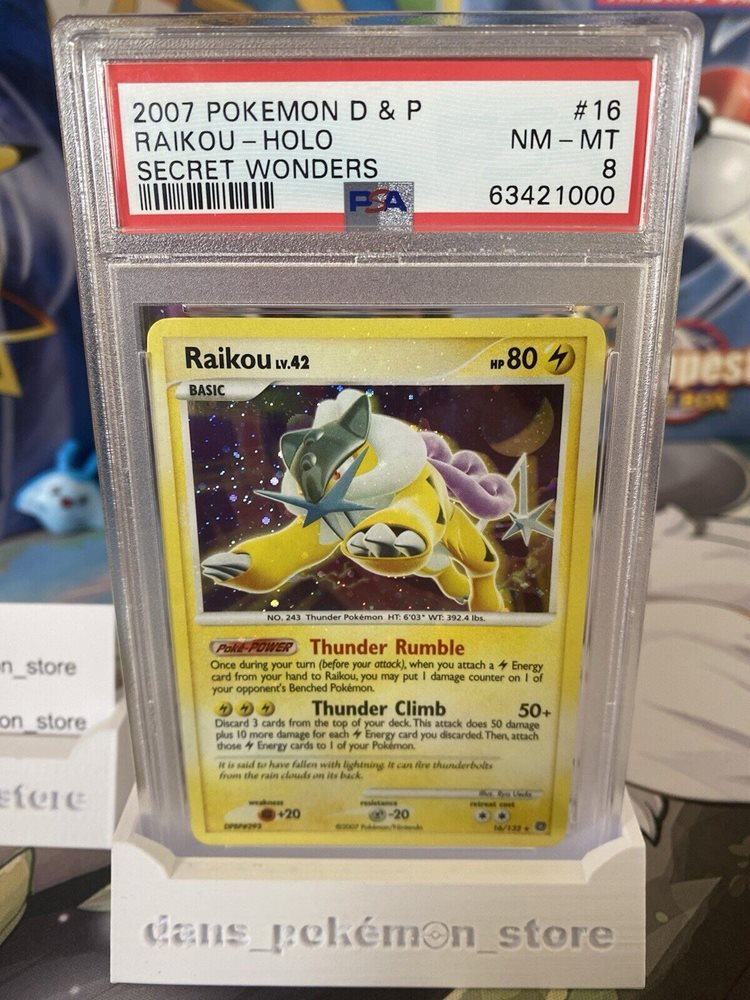 2007 POKEMON D & P #16
RAIKOU - HOLO NM - MT
SECRET WONDERS 8
PSA 63421000
Raikou LV.42 HP 80
BASIC
NO. 243 Thunder Pokémon HT: 6'03" WT: 392.4 lbs.
Poké-POWER Thunder Rumble
Once during your turn (before your attack), when you attach a Energy
card from your hand to Raikou, you may put 1 damage counter on 1 of
your opponent's Benched Pokémon.
Thunder Climb 50+
Discard 3 cards from the top of your deck. This attack does 50 damage
plus 10 more damage for each Energy card you discarded. Then, attach
those Energy cards to 1 of your Pokémon.
It is said to have fallen with lightning. It can fire thunderbolts
from the rain clouds on its back.
Illus. Ryo Ueda
weakness resistance retreat cost
+20 -20
DPBP#293 ©2007 Pokémon/Nintendo 16/132
dans_pokémon_store
n_store
on_store
store